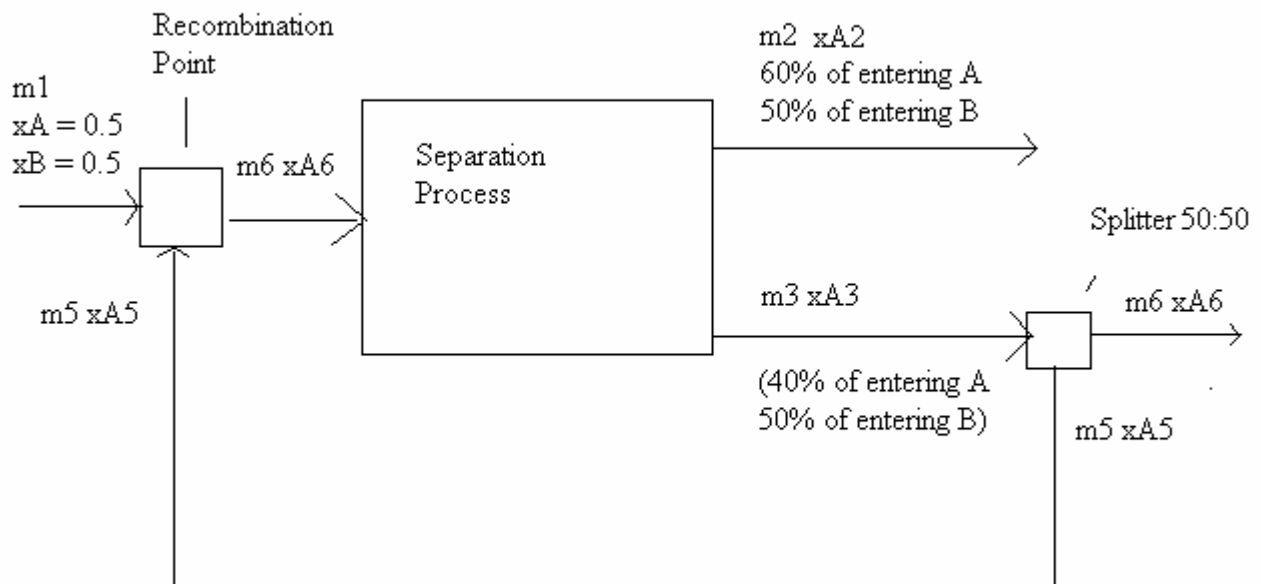 Recombination
Point
m1
xA = 0.5
xB = 0.5
m6 xA6
Separation
Process
m2 xA2
60% of entering A
50% of entering B
Splitter 50:50
m3 xA3
m6 xA6
(40% of entering A
50% of entering B)
m5 xA5
m5 xA5